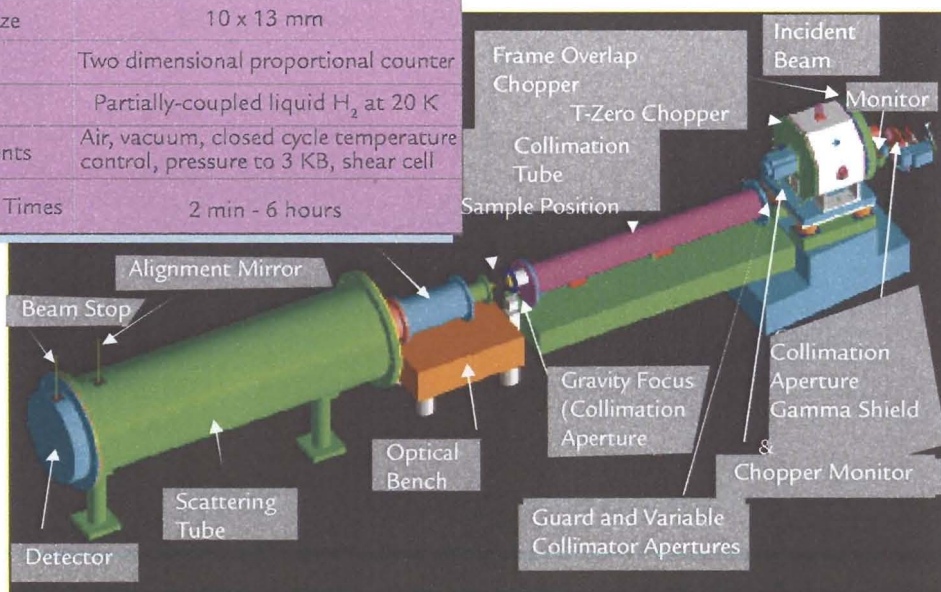 ze 10 x 13 mm
Two dimensional proportional counter
Partially-coupled liquid H₂ at 20 K
nts Air, vacuum, closed cycle temperature
control, pressure to 3 KB, shear cell
Times 2 min - 6 hours
Incident
Beam
Frame Overlap
Chopper
Monitor
T-Zero Chopper
Collimation
Tube
Sample Position
Alignment Mirror
Beam Stop
Collimation
Aperture
Gamma Shield
Gravity Focus
(Collimation
Aperture
&
Chopper Monitor
Optical
Bench
Scattering
Tube
Guard and Variable
Collimator Apertures
Detector